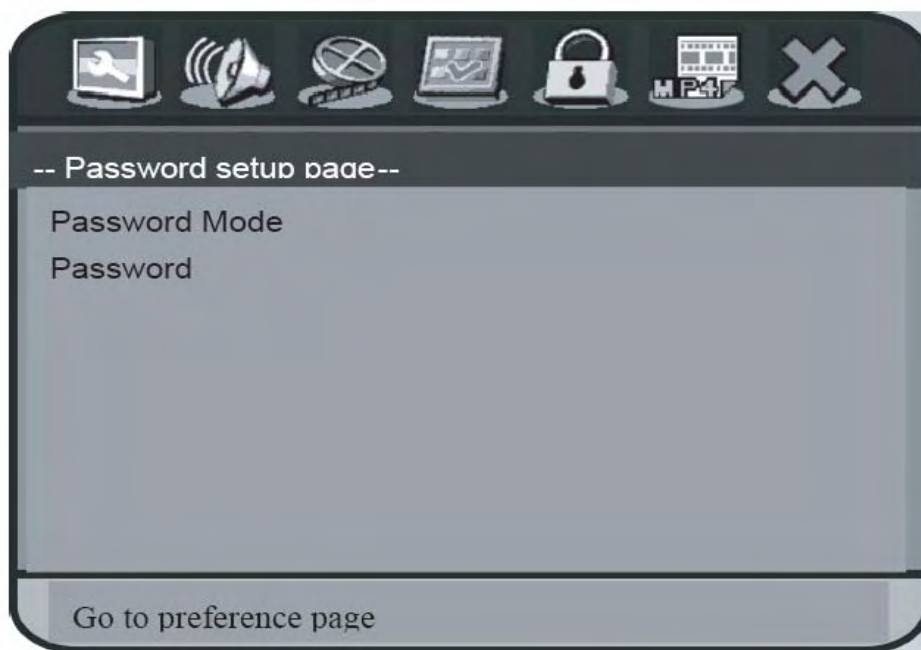 MP4
-- Password setup page--
Password Mode
Password
Go to preference page